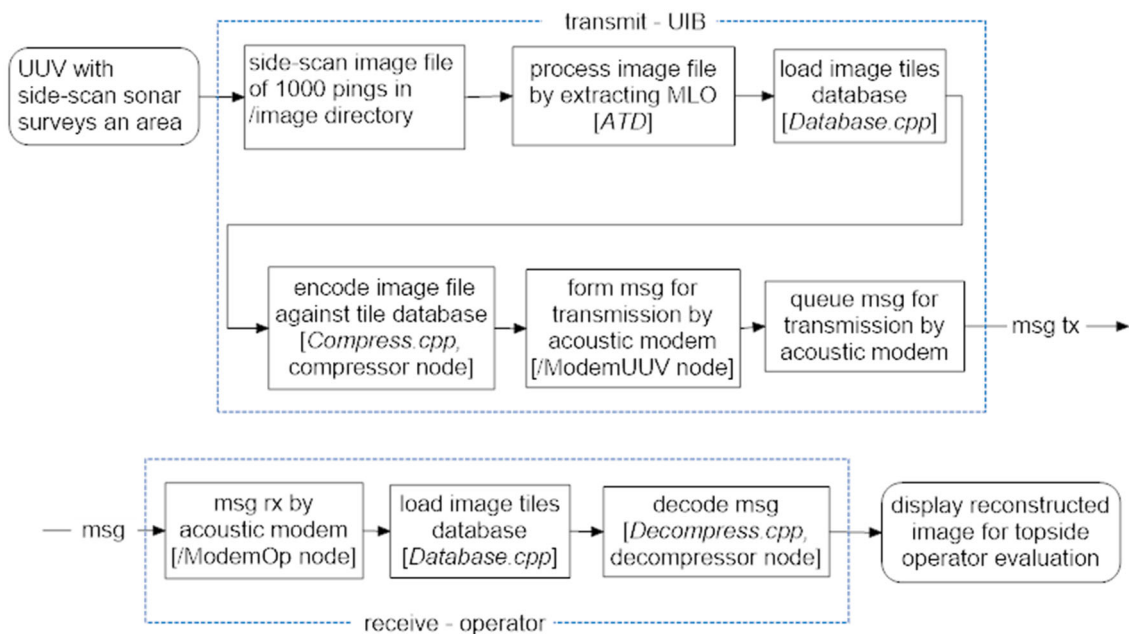 transmit - UIB
UUV with
side-scan sonar
surveys an area
side-scan image file
of 1000 pings in
/image directory
process image file
by extracting MLO
[ATD]
load image tiles
database
[Database.cpp]
encode image file
against tile database
[Compress.cpp,
compressor node]
form msg for
transmission by
acoustic modem
[/ModemUUV node]
queue msg for
transmission by
acoustic modem
msg tx
msg
msg rx by
acoustic modem
[/ModemOp node]
load image tiles
database
[Database.cpp]
decode msg
[Decompress.cpp,
decompressor node]
display reconstructed
image for topside
operator evaluation
receive - operator